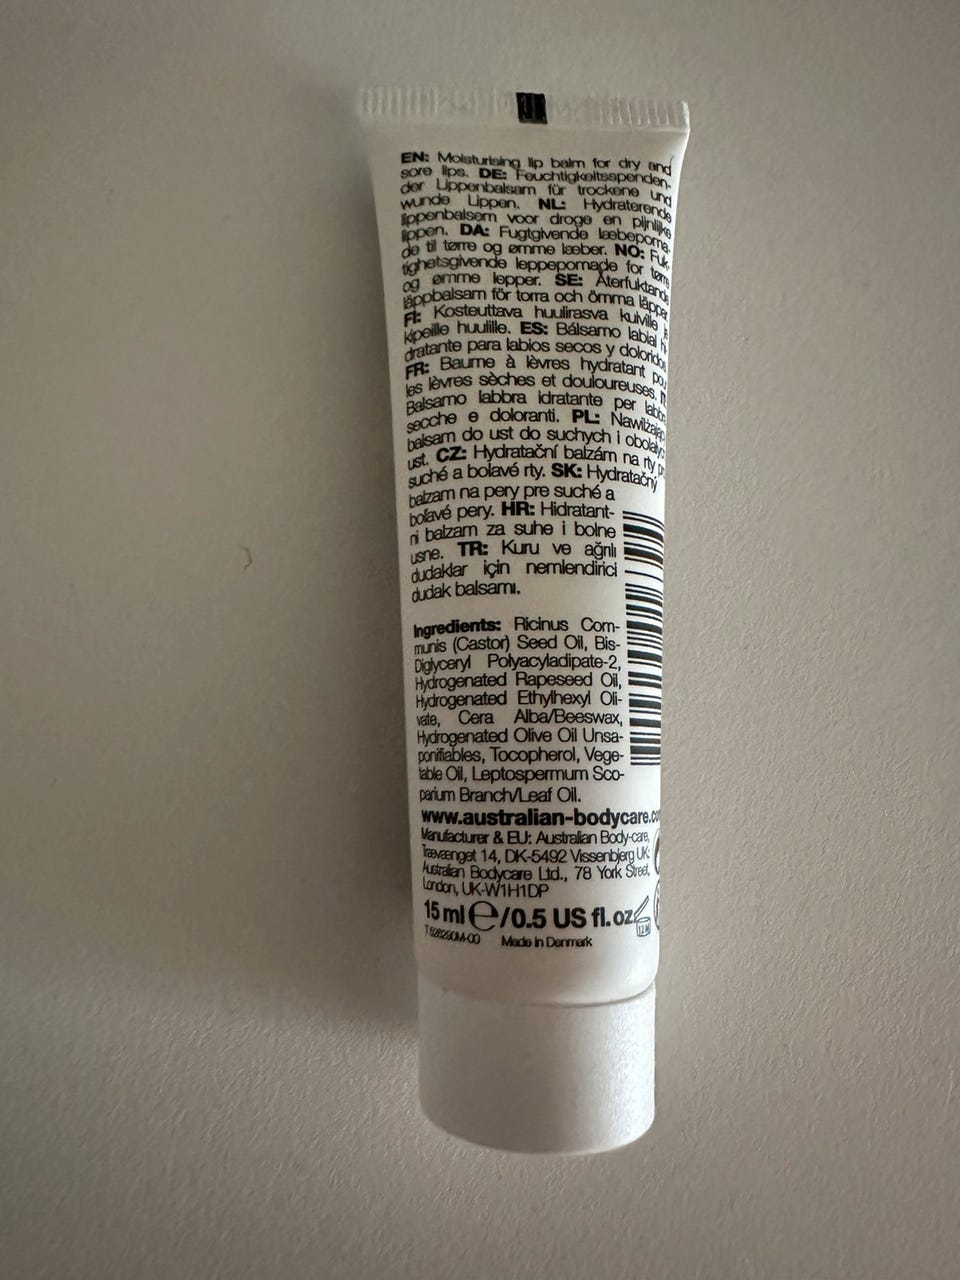 EN: Moisturising lip balm for dry and
sore lips. DE: Feuchtigkeitsspenden-
der Lippenbalsam für trockene und
wunde Lippen. NL: Hydraterende
lippenbalsem voor droge en pijnlijke
lippen. DA: Fugtgivende læbepoma-
de til tørre og ømme læber. NO: Fuk-
tighetsgivende leppepomade for tørre
og ømme lepper. SE: Återfuktande
läppbalsam för torra och ömma läppar.
FI: Kosteuttava huulirasva kuiville
kipeille huulille. ES: Bálsamo labial hi-
dratante para labios secos y doloridos
FR: Baume à lèvres hydratant
les lèvres sèches et douloureuses.
Balsamo labbra idratante per labbra
secche e doloranti. PL:
balsam do ust do suchych i
ust. CZ: Hydratační balzám na rty
suché a bolavé rty. SK: Hydratačný
balzam na pery pre suché a
boľavé pery. HR: Hidratant-
ni balzam za suhe i bolne
usne. TR: Kuru ve ağrılı
dudaklar için nemlendirici
dudak balsamı.
Ingredients: Ricinus Com-
munis (Castor) Seed Oil, Bis-
Diglyceryl Polyacyladipate-2,
Hydrogenated Rapeseed Oil,
Hydrogenated Ethylhexyl Oli-
vate, Cera Alba/Beeswax,
Hydrogenated Olive Oil Unsa-
ponifiables, Tocopherol, Vege-
table Oil, Leptospermum Sco-
parium Branch/Leaf Oil.
www.australian-bodycare.com
Manufacturer & EU: Australian Body-care,
Trævænget 14, DK-5492 Vissenbjerg UK:
Australian Bodycare Ltd., 78 York Street,
London, UK-W1H1DP
15 ml ℮/0.5 US fl. oz.
12 M
Made in Denmark